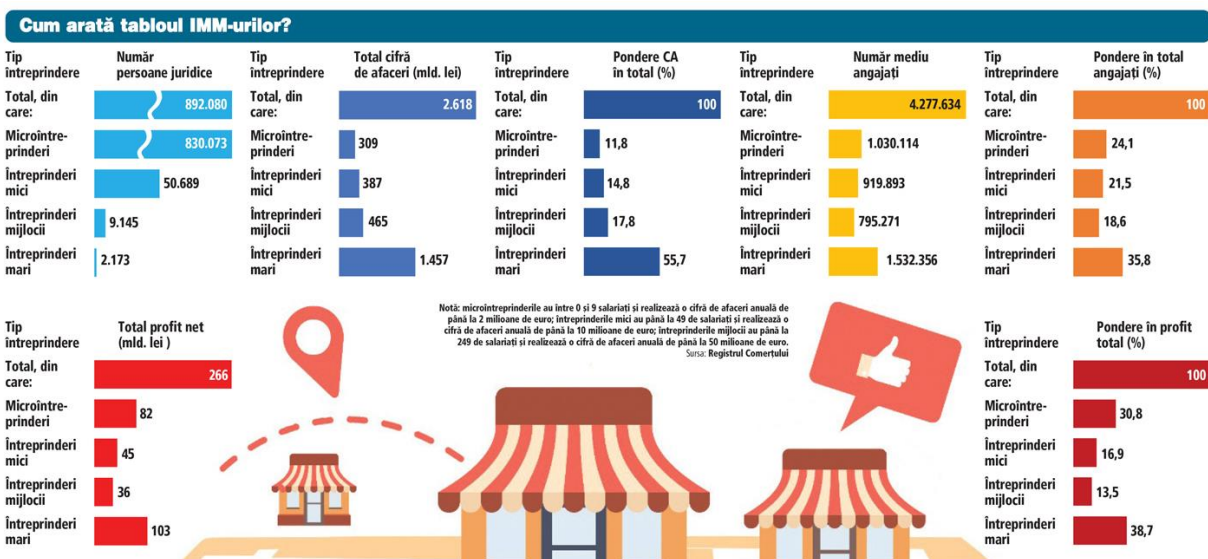 Cum arată tabloul IMM-urilor?
Tip
întreprindere
Număr
persoane juridice
Total, din
care:
892.080
Microîntre-
prinderi
830.073
Întreprinderi
mici
50.689
Întreprinderi
mijlocii
9.145
Întreprinderi
mari
2.173
Tip
întreprindere
Total cifră
de afaceri (mld. lei)
Total, din
care:
2.618
Microîntre-
prinderi
309
Întreprinderi
mici
387
Întreprinderi
mijlocii
465
Întreprinderi
mari
1.457
Tip
întreprindere
Pondere CA
în total (%)
Total, din
care:
100
Microîntre-
prinderi
11,8
Întreprinderi
mici
14,8
Întreprinderi
mijlocii
17,8
Întreprinderi
mari
55,7
Tip
întreprindere
Număr mediu
angajați
Total, din
care:
4.277.634
Microîntre-
prinderi
1.030.114
Întreprinderi
mici
919.893
Întreprinderi
mijlocii
795.271
Întreprinderi
mari
1.532.356
Tip
întreprindere
Pondere în total
angajați (%)
Total, din
care:
100
Microîntre-
prinderi
24,1
Întreprinderi
mici
21,5
Întreprinderi
mijlocii
18,6
Întreprinderi
mari
35,8
Tip
întreprindere
Total profit net
(mld. lei )
Total, din
care:
266
Microîntre-
prinderi
82
Întreprinderi
mici
45
Întreprinderi
mijlocii
36
Întreprinderi
mari
103
Notă: microîntreprinderile au între 0 și 9 salariați și realizează o cifră de afaceri anuală de
până la 2 milioane de euro; întreprinderile mici au până la 49 de salariați și realizează o
cifră de afaceri anuală de până la 10 milioane de euro; întreprinderile mijlocii au până la
249 de salariați și realizează o cifră de afaceri anuală de până la 50 milioane de euro.
Sursa: Registrul Comerțului
Tip
întreprindere
Pondere în profit
total (%)
Total, din
care:
100
Microîntre-
prinderi
30,8
Întreprinderi
mici
16,9
Întreprinderi
mijlocii
13,5
Întreprinderi
mari
38,7